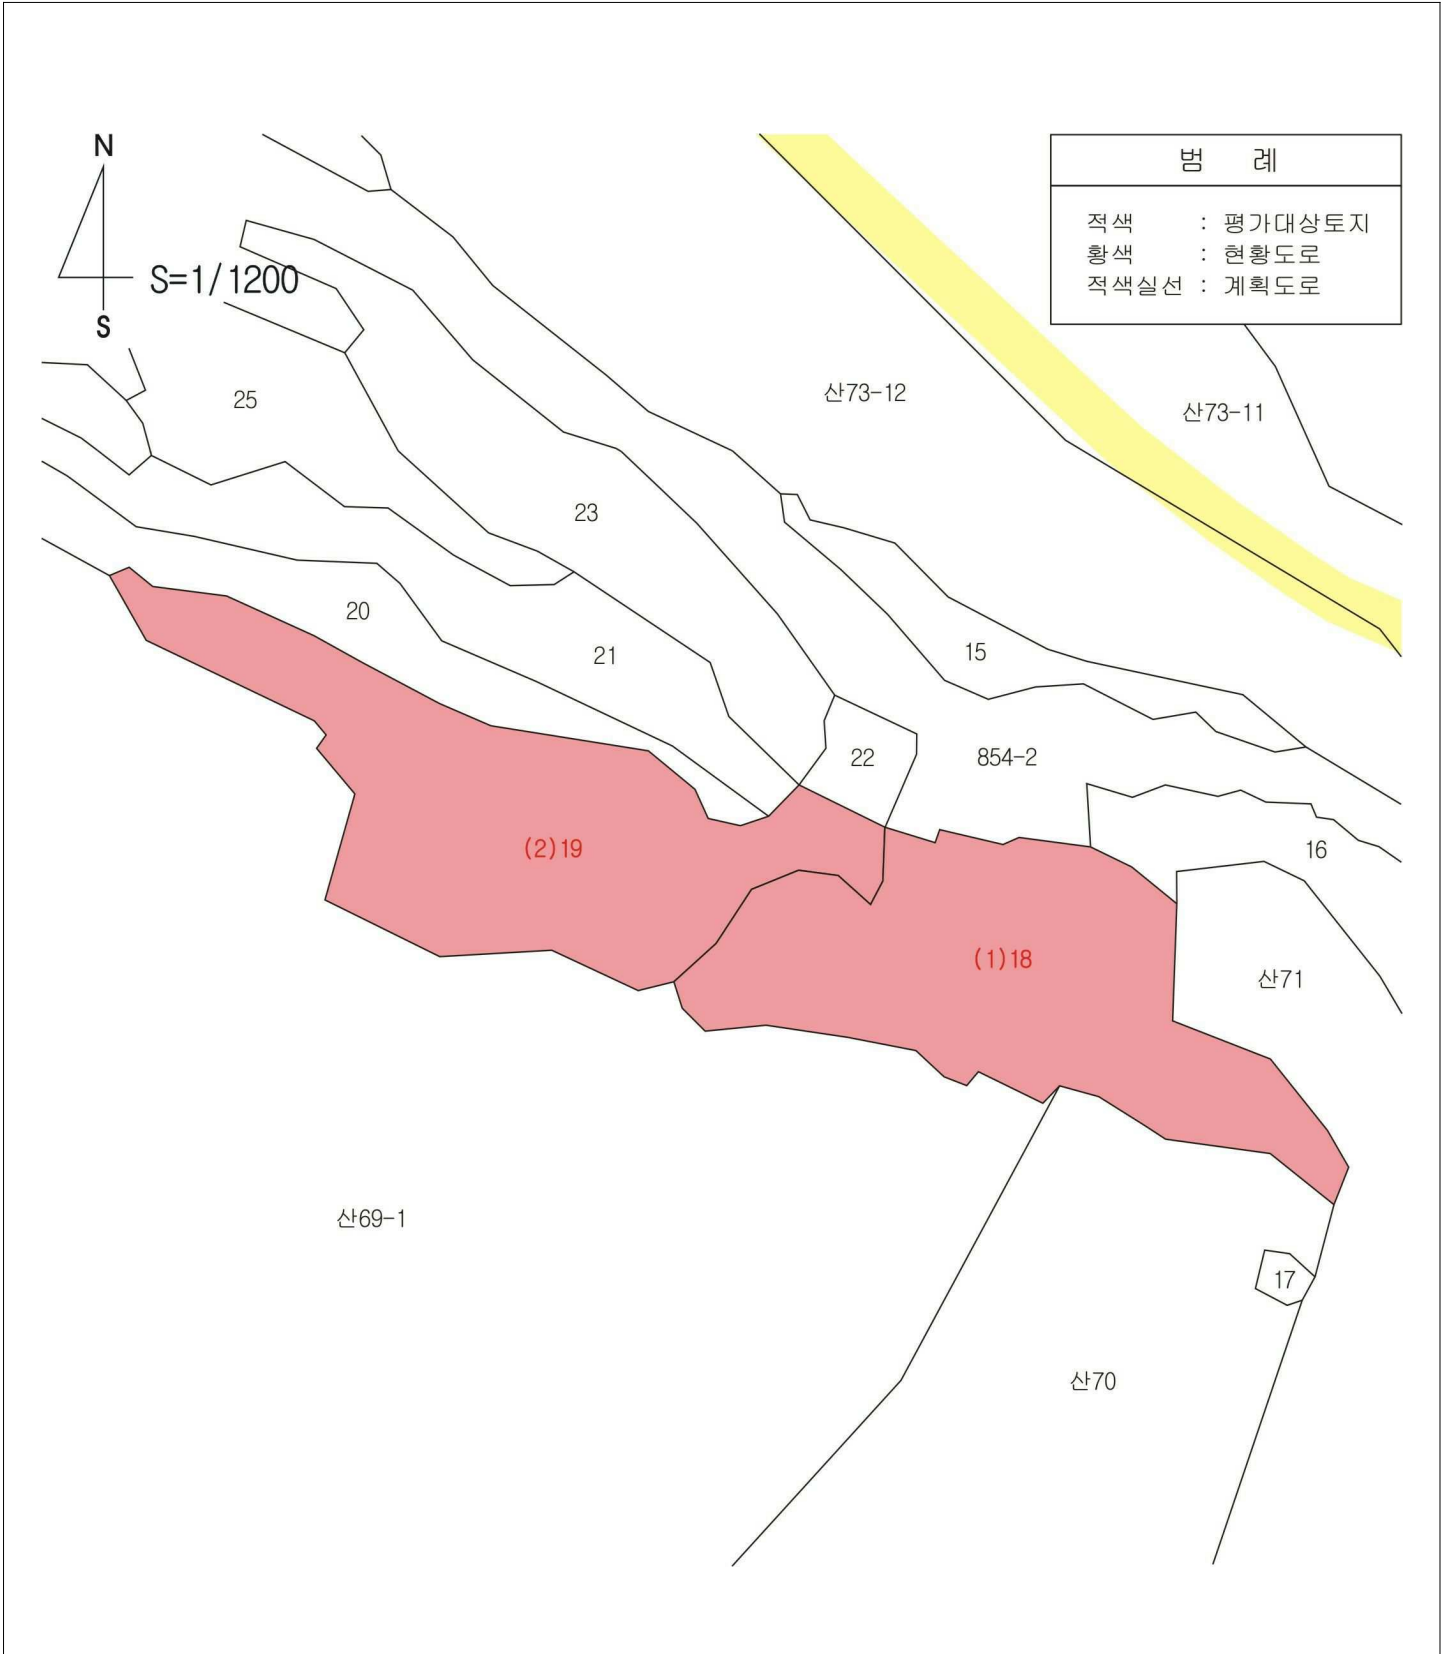 N
S=1/1200
S
범 례
적색 : 평가대상토지
황색 : 현황도로
적색실선 : 계획도로
산73-12
산73-11
25
23
20
21
15
22
854-2
(2)19
16
(1)18
산71
산69-1
17
산70